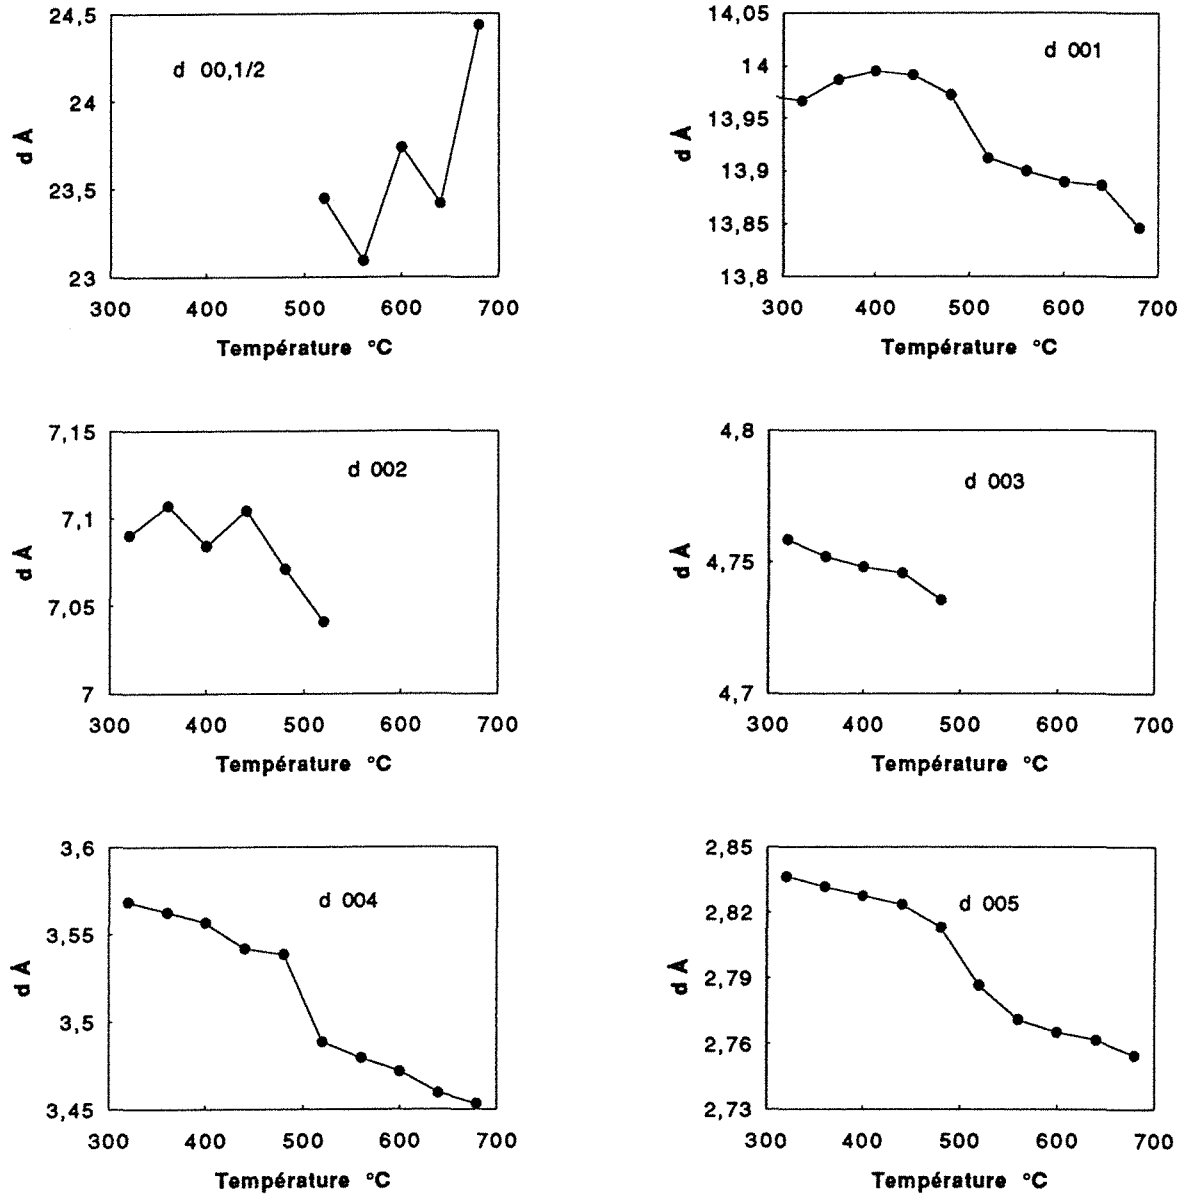 24,5
24
23,5
23
d Å
d 00,1/2
300 400 500 600 700
Température °C
14,05
14
13,95
13,9
13,85
13,8
d Å
d 001
300 400 500 600 700
Température °C
7,15
7,1
7,05
7
d Å
d 002
300 400 500 600 700
Température °C
4,8
4,75
4,7
d Å
d 003
300 400 500 600 700
Température °C
3,6
3,55
3,5
3,45
d Å
d 004
300 400 500 600 700
Température °C
2,85
2,82
2,79
2,76
2,73
d Å
d 005
300 400 500 600 700
Température °C